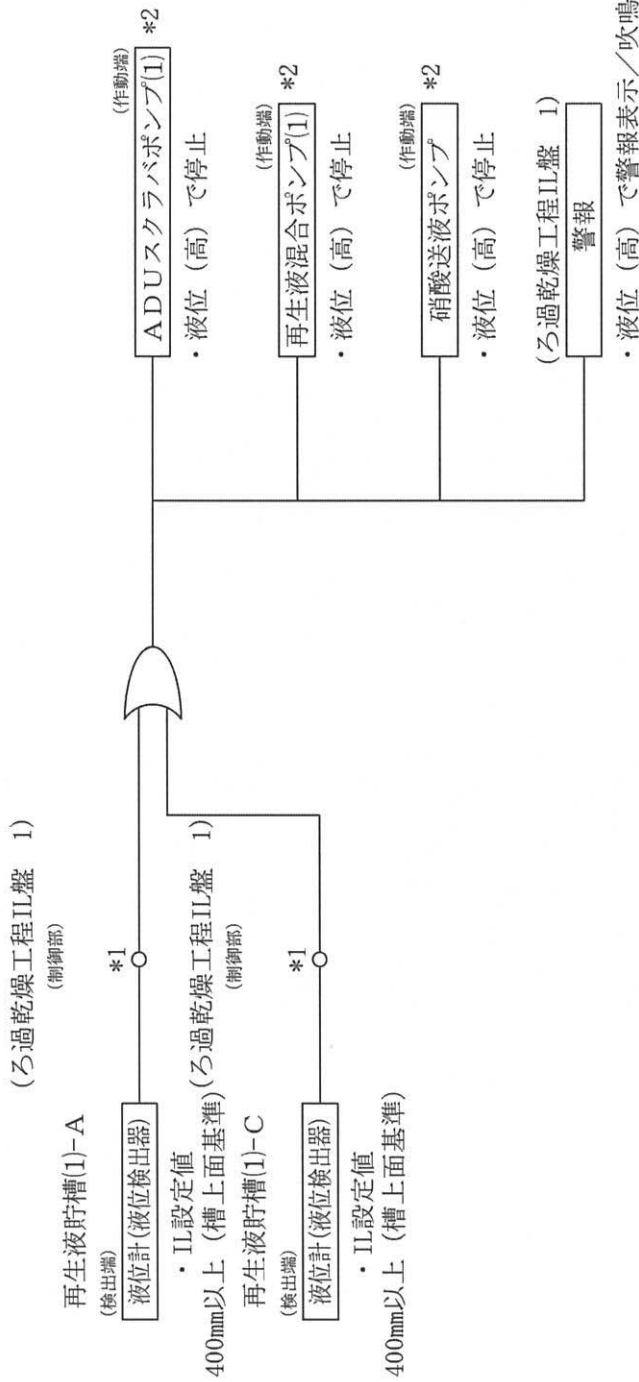 (ろ過乾燥工程IL盤 1)
(制御部)
再生液貯槽(1)-A
(検出端)
液位計(液位検出器)
*1
・IL設定値
400mm以上 (槽上面基準)
(ろ過乾燥工程IL盤 1)
(制御部)
再生液貯槽(1)-C
(検出端)
液位計(液位検出器)
*1
・IL設定値
400mm以上 (槽上面基準)
(作動端)
ADUスクラバポンプ(1)
*2
・液位 (高) で停止
(作動端)
再生液混合ポンプ(1)
*2
・液位 (高) で停止
(作動端)
硝酸送液ポンプ
*2
・液位 (高) で停止
(ろ過乾燥工程IL盤 1)
警報
・液位 (高) で警報表示/吹鳴